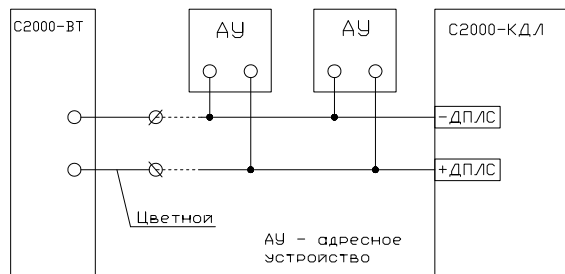 С2000-ВТ
АУ
АУ
С2000-КДЛ
-ДПЛС
+ДПЛС
Цветной
АУ - адресное
устройство